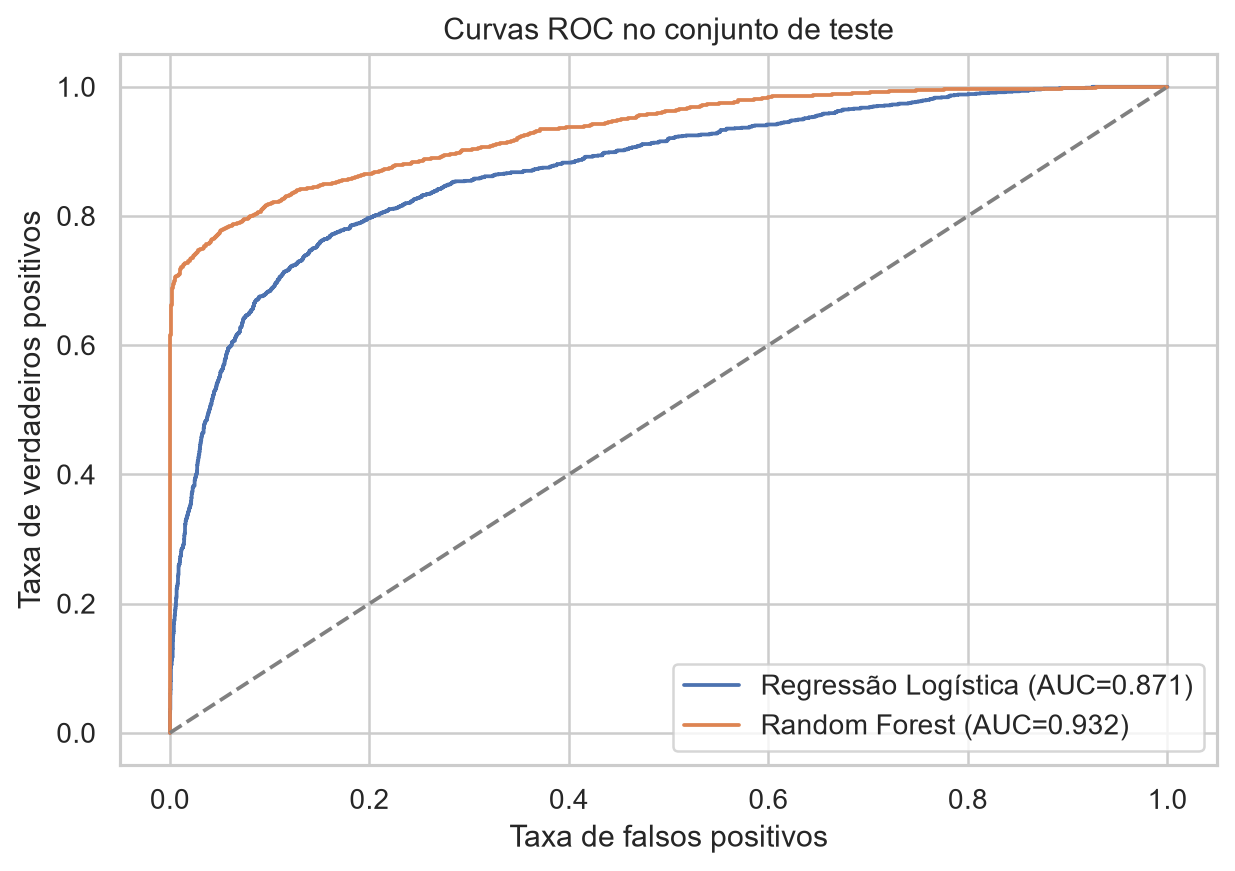 Curvas ROC no conjunto de teste
Taxa de verdadeiros positivos
1.0
0.8
0.6
0.4
0.2
0.0
Regressão Logística (AUC=0.871)
Random Forest (AUC=0.932)
0.0 0.2 0.4 0.6 0.8 1.0
Taxa de falsos positivos